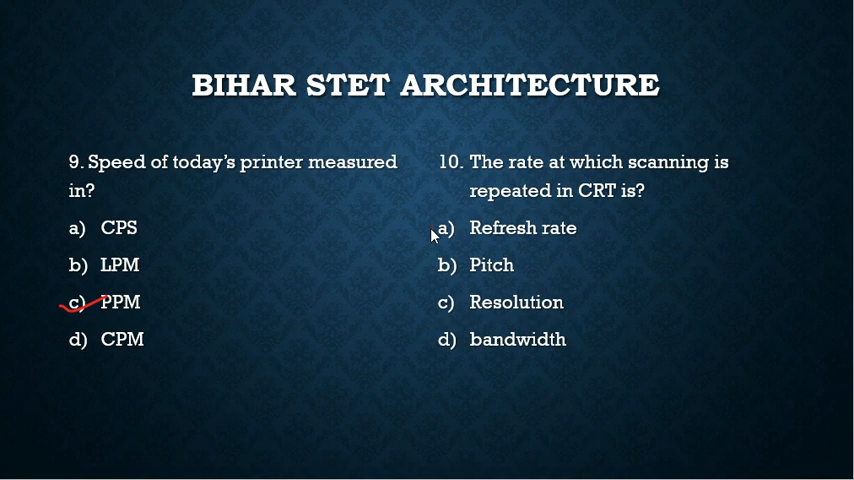 BIHAR STET ARCHITECTURE
9. Speed of today's printer measured
in?
a) CPS
b) LPM
c) PPM
d) CPM
10. The rate at which scanning is
repeated in CRT is?
a) Refresh rate
b) Pitch
c) Resolution
d) bandwidth